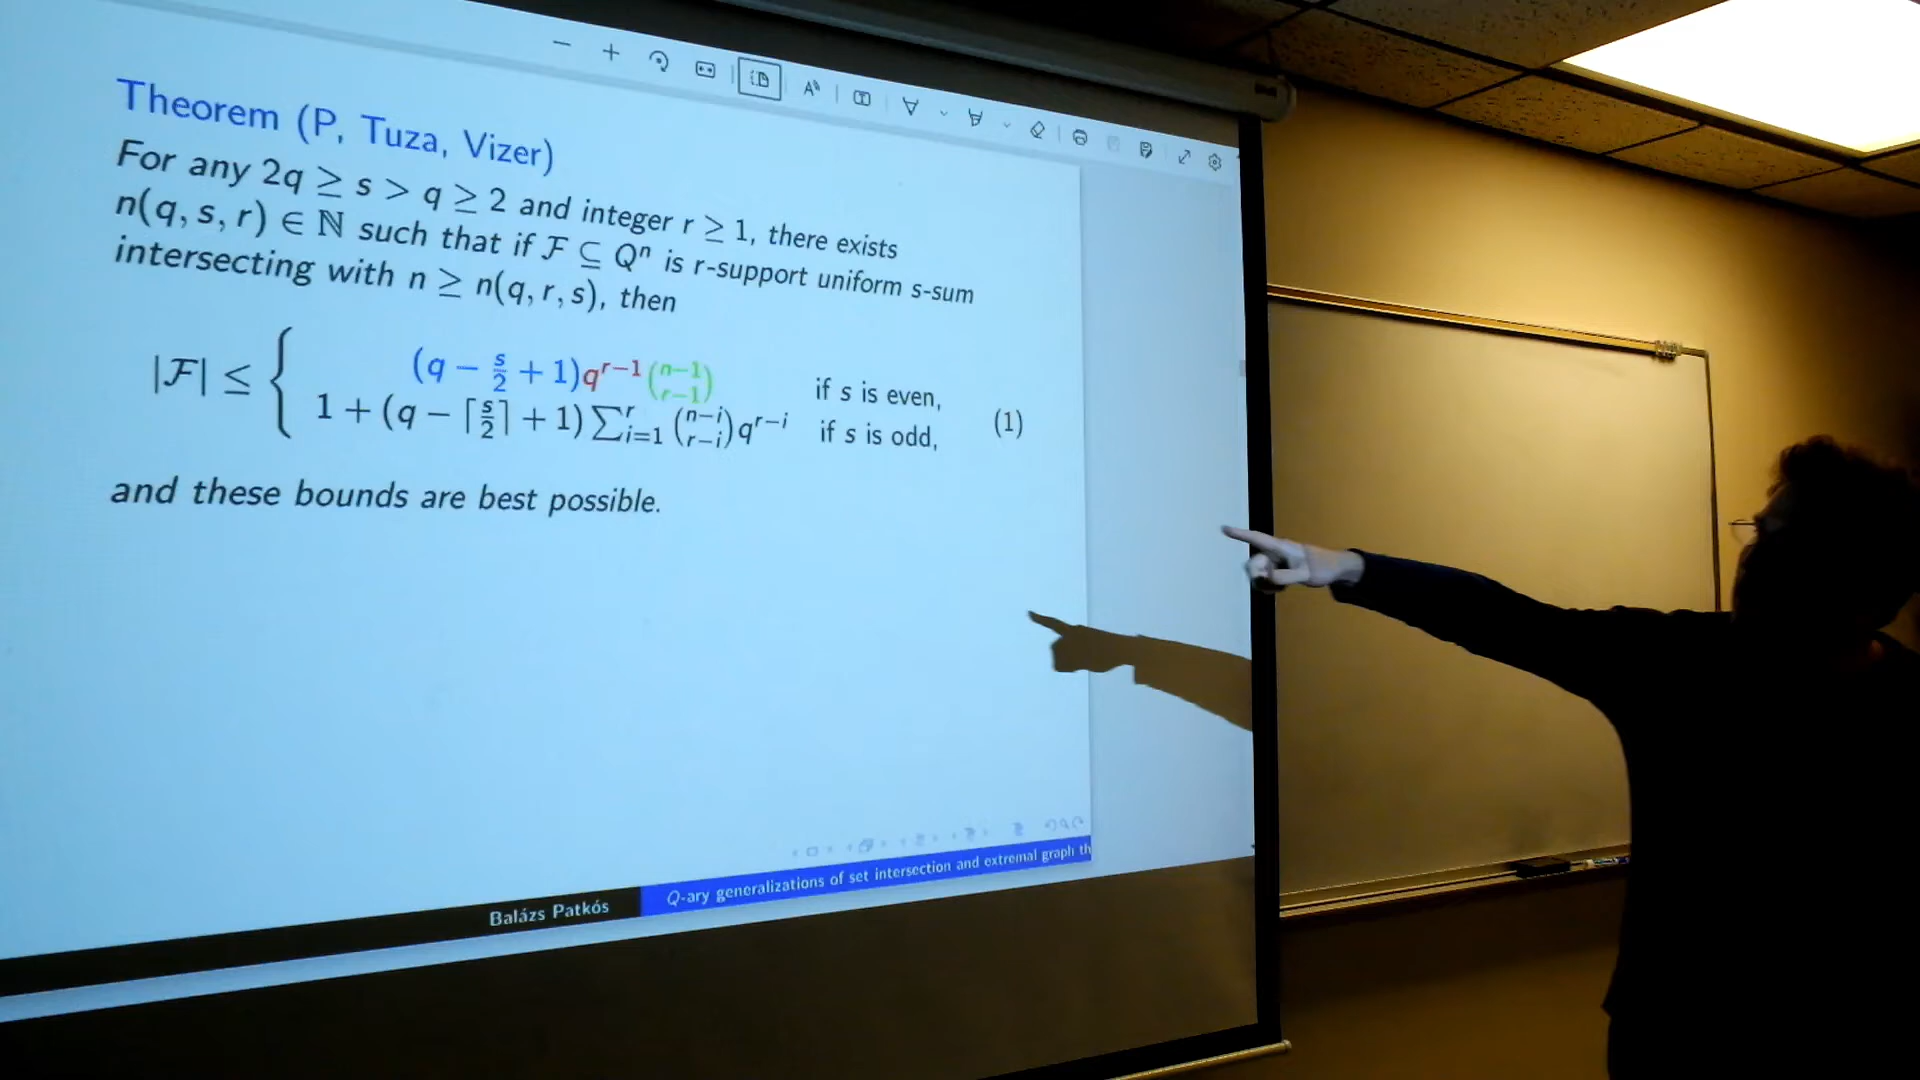 Theorem (P, Tuza, Vizer)
For any 2q ≥ s > q ≥ 2 and integer r ≥ 1, there exists
n(q, s, r) ∈ ℕ such that if ℱ ⊆ Qⁿ is r-support uniform s-sum
intersecting with n ≥ n(q, r, s), then
|ℱ| ≤ { (q − s/2 + 1)q^{r−1}\binom{n−1}{r−1} if s is even,
1 + (q − ⌈s/2⌉ + 1) ∑_{i=1}^{r} \binom{n−i}{r−i} q^{r−i} if s is odd, (1)
and these bounds are best possible.
Balázs Patkós Q-ary generalizations of set intersection and extremal graph th